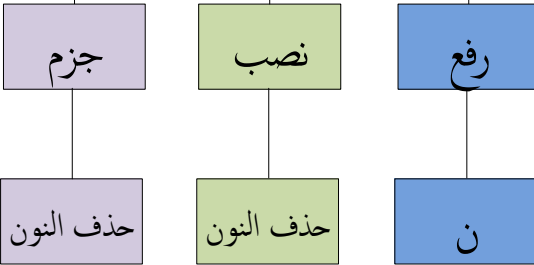 رفع
نصب
جزم
ن
حذف النون
حذف النون